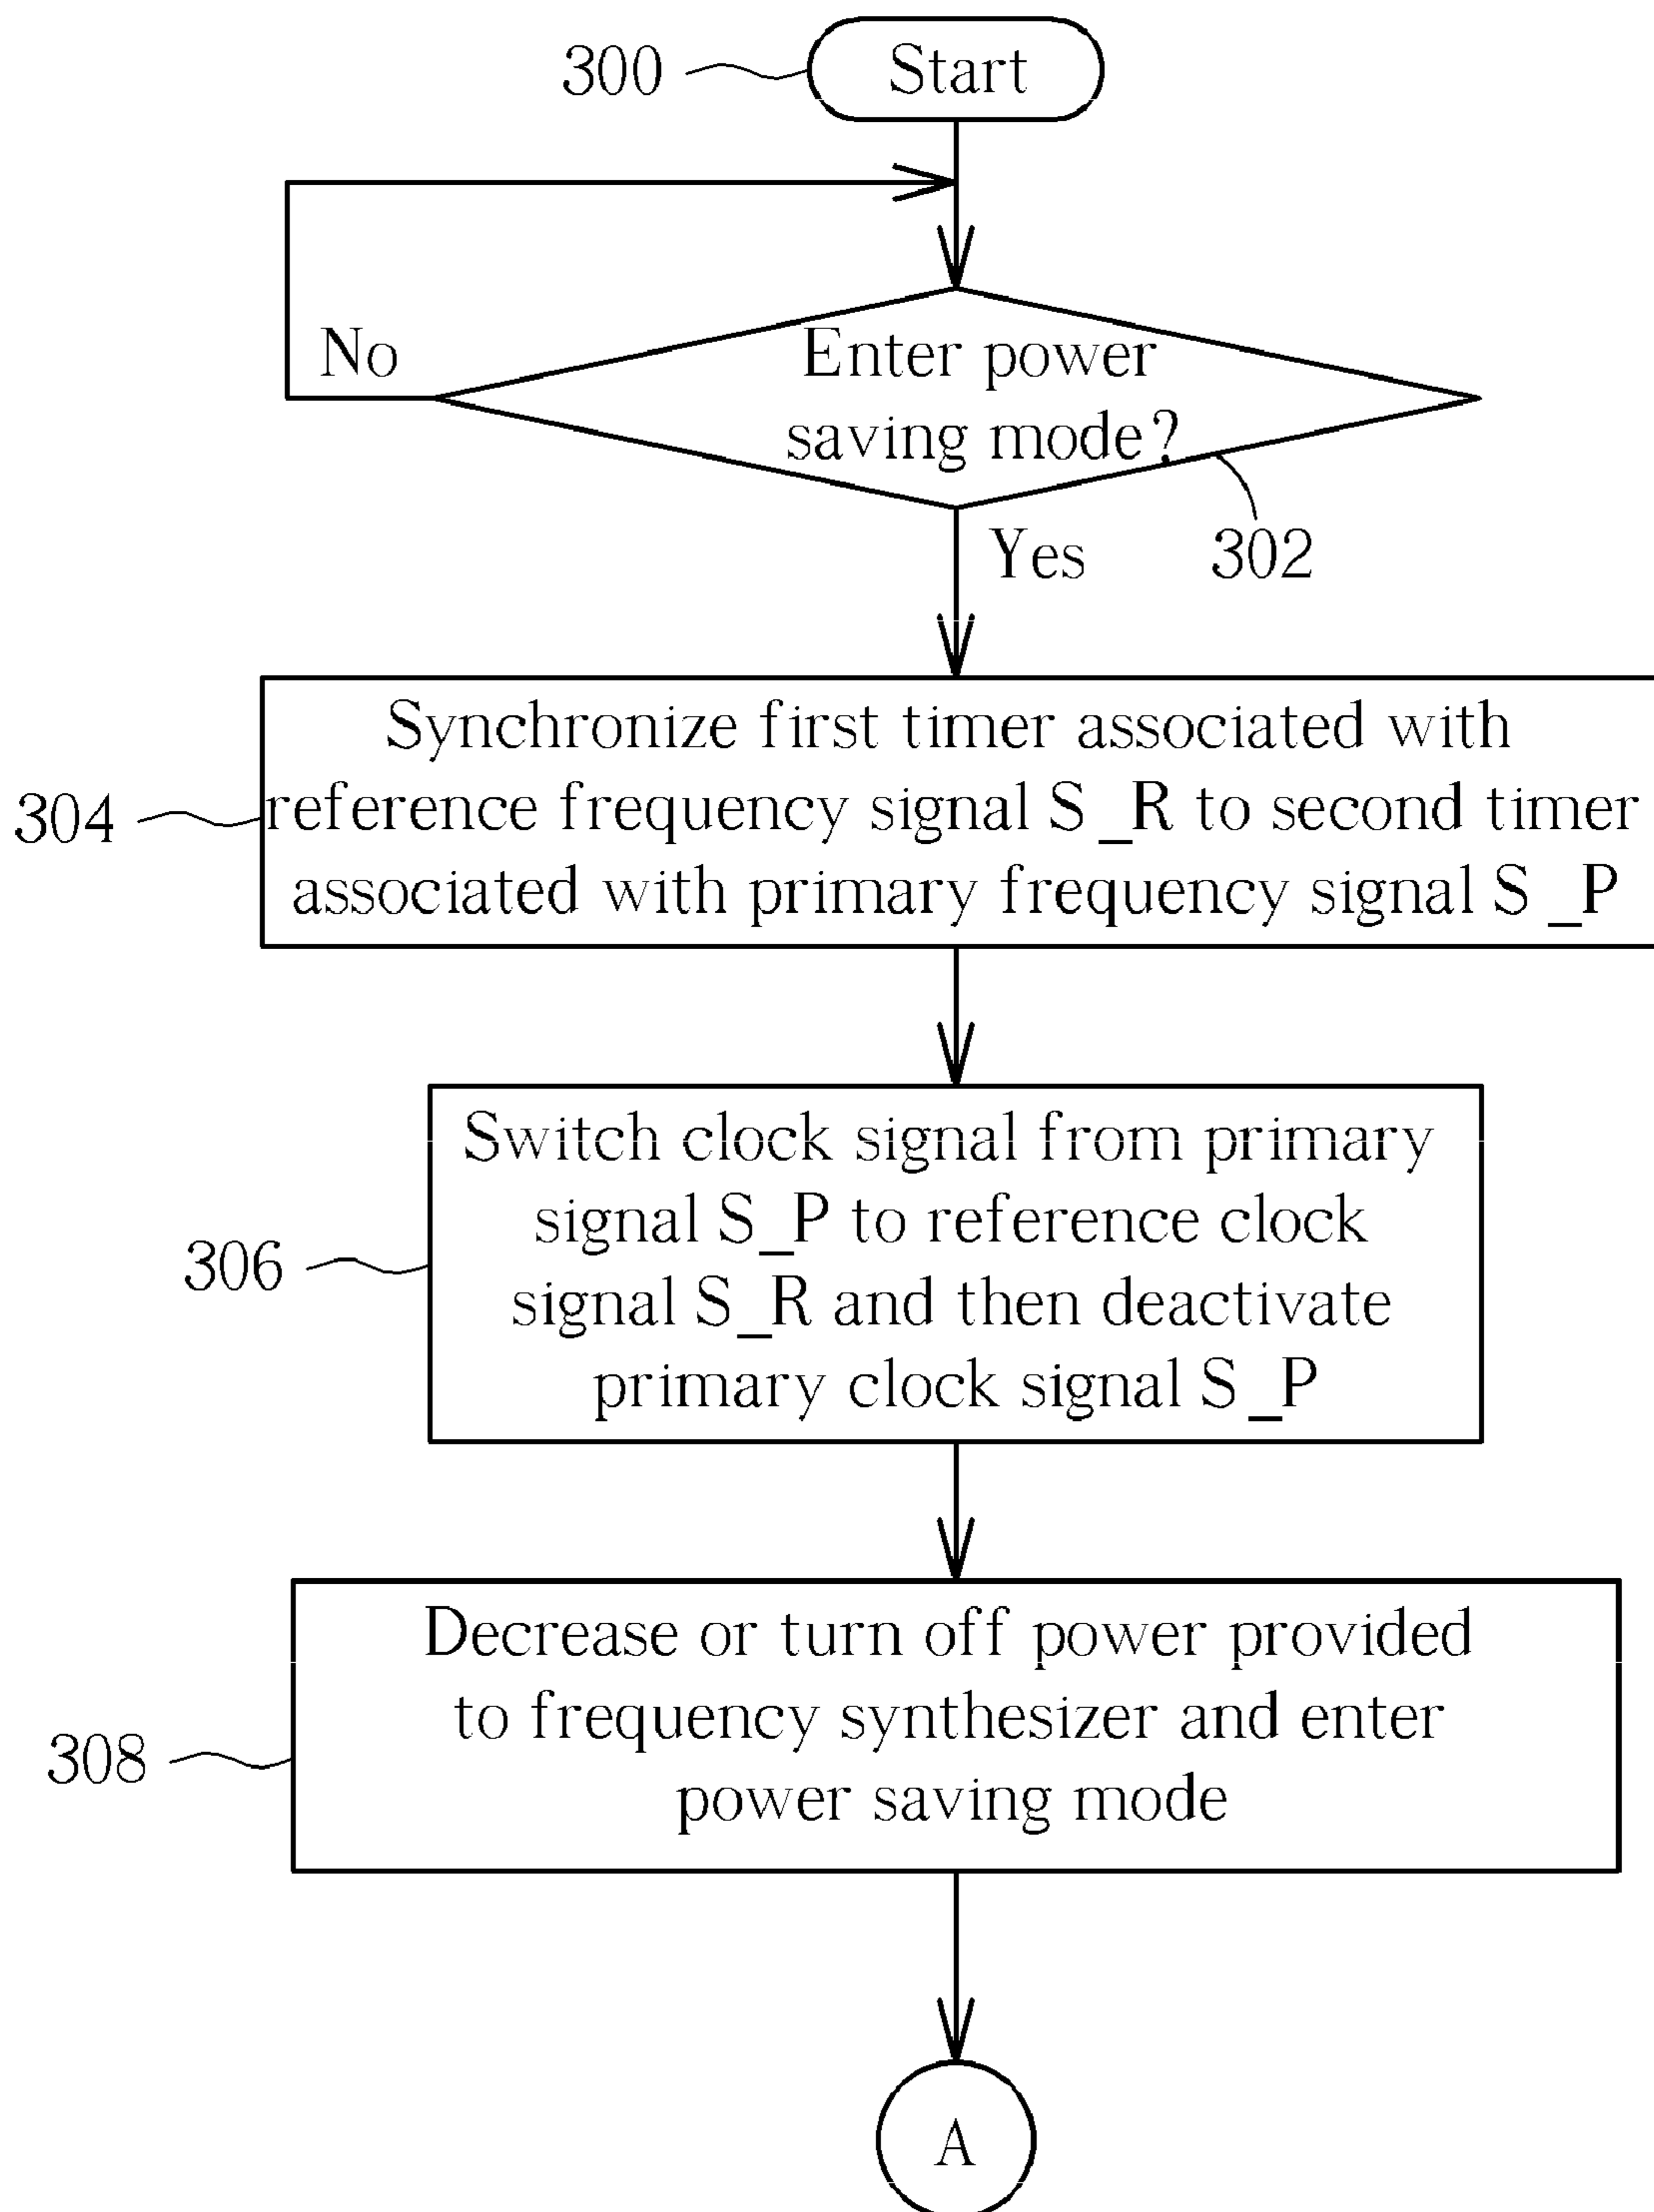 300
Start
No
Enter power
saving mode?
Yes
302
304
Synchronize first timer associated with
reference frequency signal S_R to second timer
associated with primary frequency signal S_P
306
Switch clock signal from primary
signal S_P to reference clock
signal S_R and then deactivate
primary clock signal S_P
308
Decrease or turn off power provided
to frequency synthesizer and enter
power saving mode
A